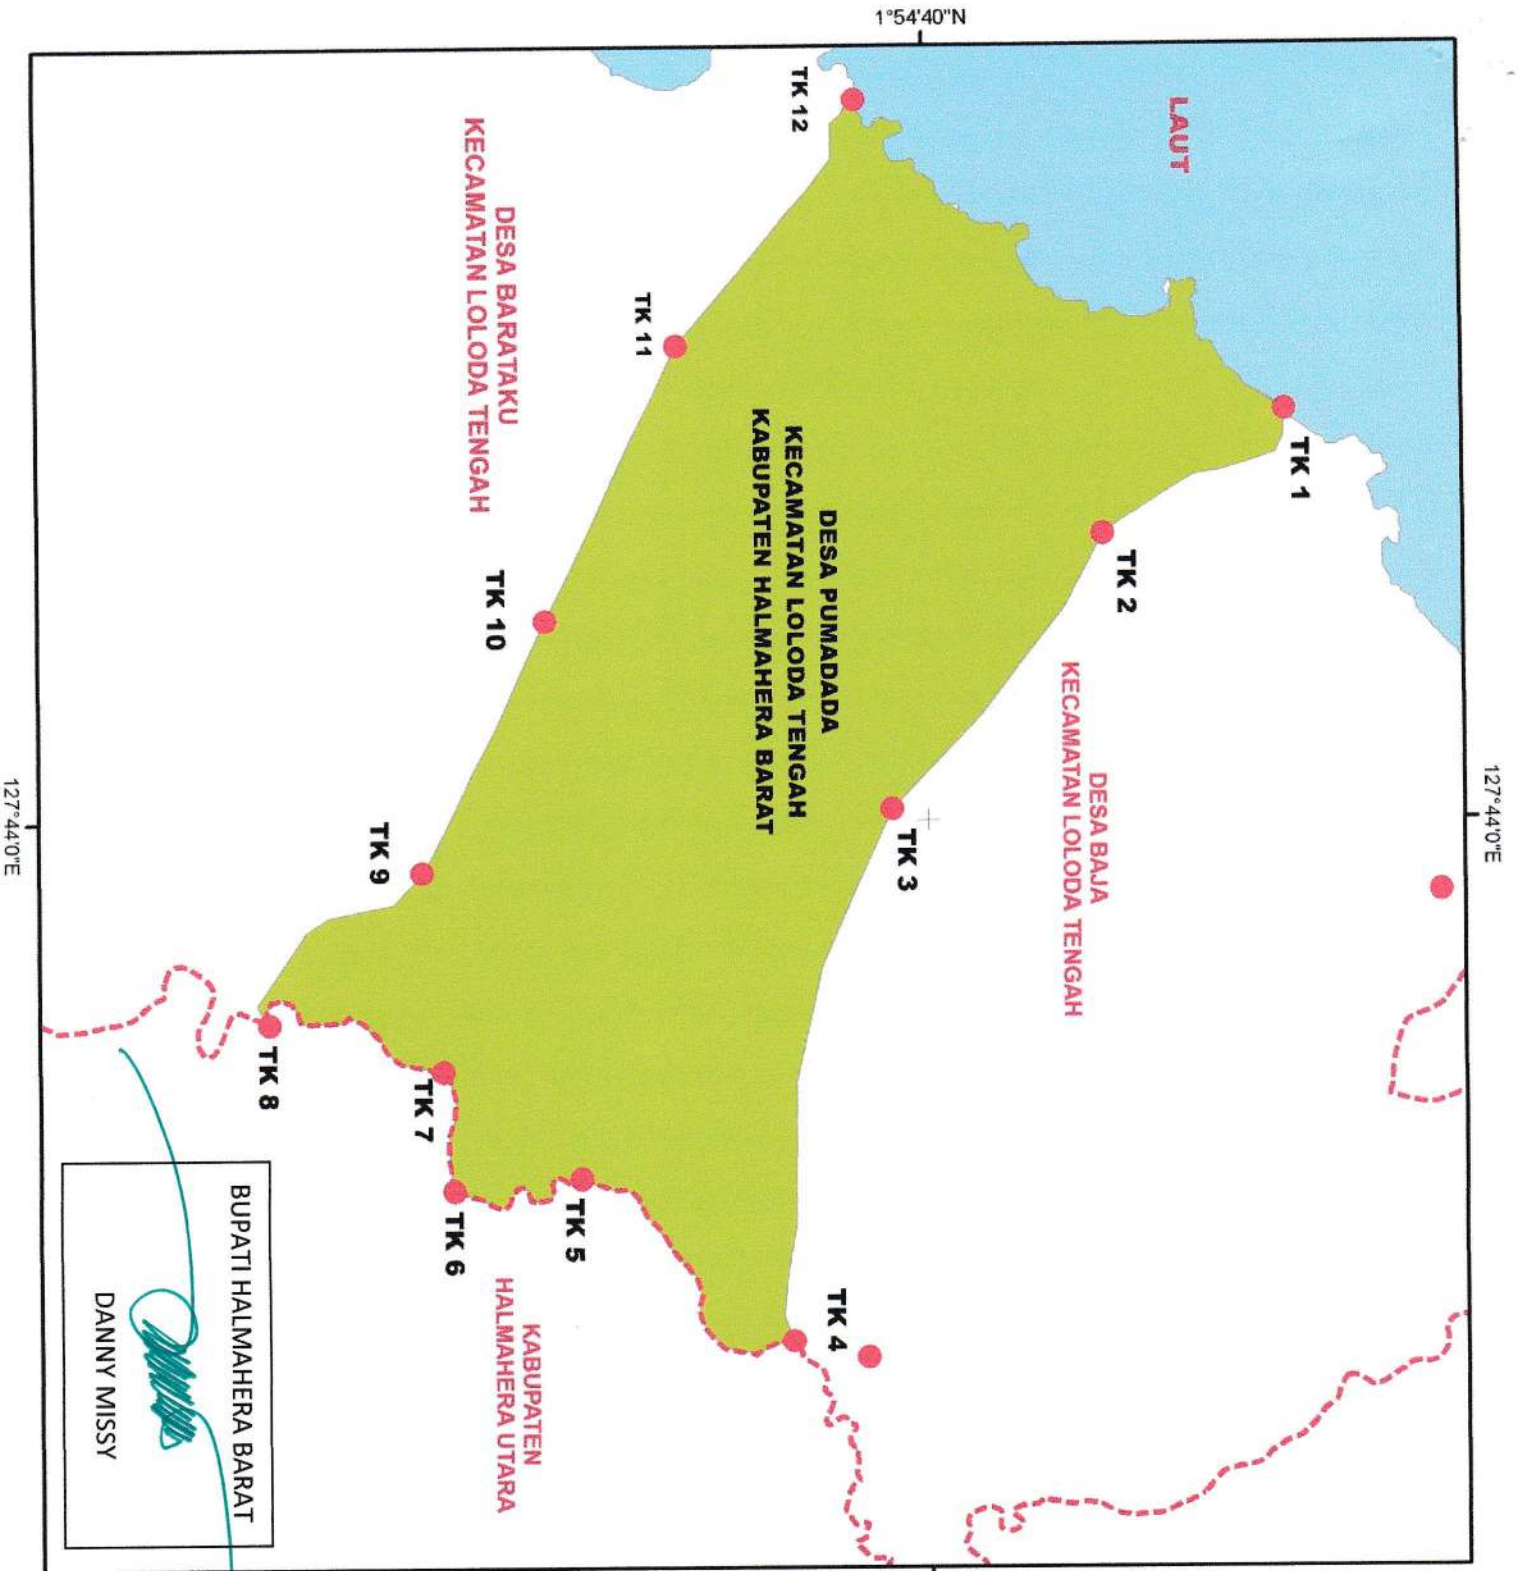 1°54'40"N
127°44'0"E
127°44'0"E
LAUT
TK 1
TK 2
TK 3
TK 4
TK 5
TK 6
TK 7
TK 8
TK 9
TK 10
TK 11
TK 12
DESA BAJA
KECAMATAN LOLODA TENGAH
DESA PUMADADA
KECAMATAN LOLODA TENGAH
KABUPATEN HALMAHERA BARAT
DESA BARATAKU
KECAMATAN LOLODA TENGAH
KABUPATEN
HALMAHERA UTARA
BUPATI HALMAHERA BARAT
DANNY MISSY